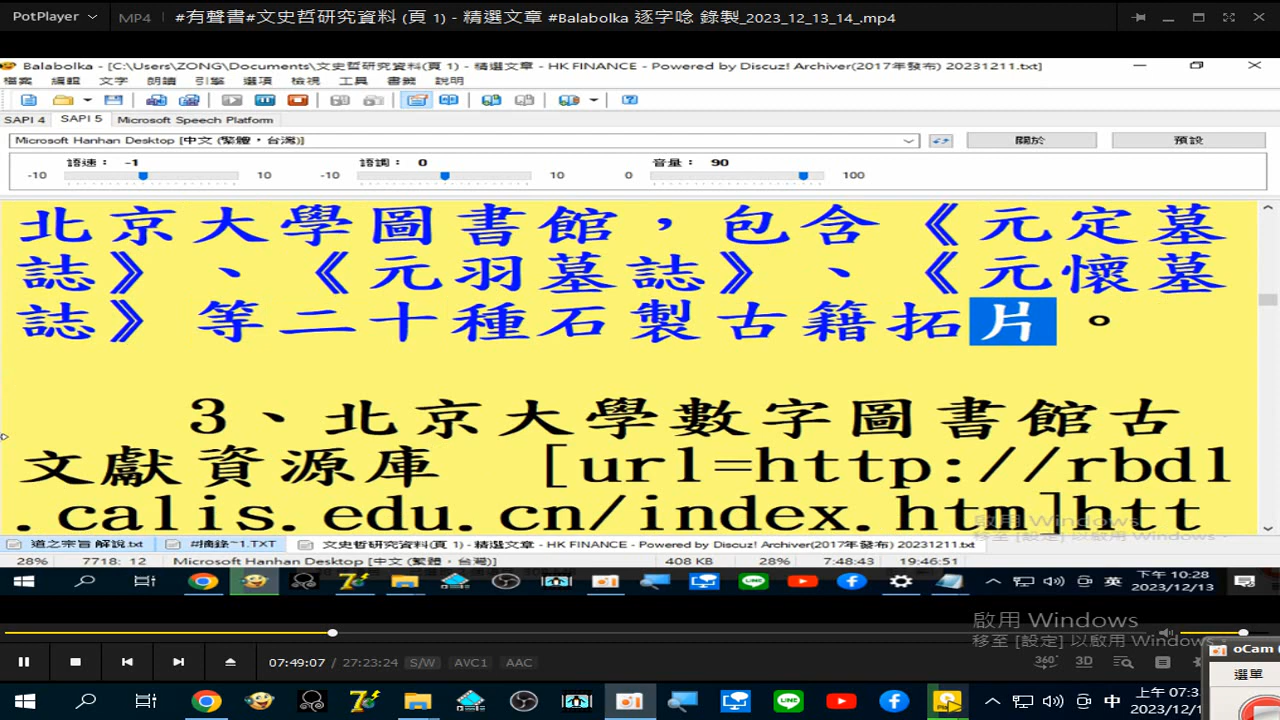 PotPlayer MP4 #有聲書#文史哲研究資料 (頁 1) - 精選文章 #Balabolka 逐字唸 錄製_2023_12_13_14_.mp4
Balabolka - [C:\Users\ZONG\Documents\文史哲研究資料(頁 1) - 精選文章 - HK FINANCE - Powered by Discuz! Archiver(2017年發布) 20231211.txt]
檔案 編輯 文字 朗讀 引擎 選項 檢視 工具 書籤 說明
SAPI 4 SAPI 5 Microsoft Speech Platform
Microsoft Hanhan Desktop [中文 (繁體，台灣)] 關於 預設
語速： -1 語調： 0 音量： 90
-10 10 -10 10 0 100
北京大學圖書館，包含《元定墓
誌》、《元羽墓誌》、《元懷墓
誌》等二十種石製古籍拓片。
3、北京大學數字圖書館古
文獻資源庫 [url=http://rbdl
.calis.edu.cn/index.htm]htt
啟用 Windows
移至 [設定] 以啟用 Windows。
道之宗旨 解說.txt #摘錄~1.TXT 文史哲研究資料(頁 1) - 精選文章 - HK FINANCE - Powered by Discuz! Archiver(2017年發布) 20231211.txt
28% 7718: 12 Microsoft Hanhan Desktop [中文 (繁體，台灣)] 408 KB 28% 7:48:43 19:46:51
英 下午 10:28
2023/12/13
啟用 Windows
移至 [設定] 以啟用 Windows。
oCam
07:49:07 / 27:23:24 S/W AVC1 AAC 360° 3D
選單
中 上午 07:3
2023/12/1